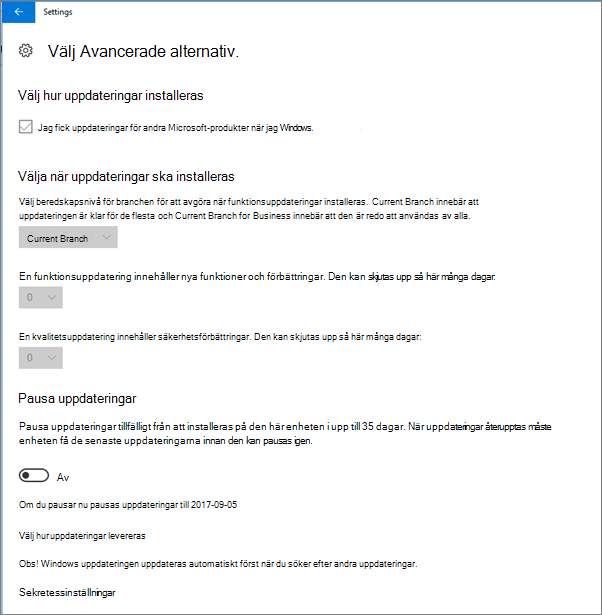 Settings
Välj Avancerade alternativ.
Välj hur uppdateringar installeras
Jag fick uppdateringar för andra Microsoft-produkter när jag Windows.
Välja när uppdateringar ska installeras
Välj beredskapsnivå för branchen för att avgöra när funktionsuppdateringar installeras. Current Branch innebär att
uppdateringen är klar för de flesta och Current Branch for Business innebär att den är redo att användas av alla.
Current Branch
En funktionsuppdatering innehåller nya funktioner och förbättringar. Den kan skjutas upp så här många dagar:
0
En kvalitetsuppdatering innehåller säkerhetsförbättringar. Den kan skjutas upp så här många dagar:
0
Pausa uppdateringar
Pausa uppdateringar tillfälligt från att installeras på den här enheten i upp till 35 dagar. När uppdateringar återupptas måste
enheten få de senaste uppdateringarna innan den kan pausas igen.
Av
Om du pausar nu pausas uppdateringar till 2017-09-05
Välj hur uppdateringar levereras
Obs! Windows uppdateringen uppdateras automatiskt först när du söker efter andra uppdateringar.
Sekretessinställningar